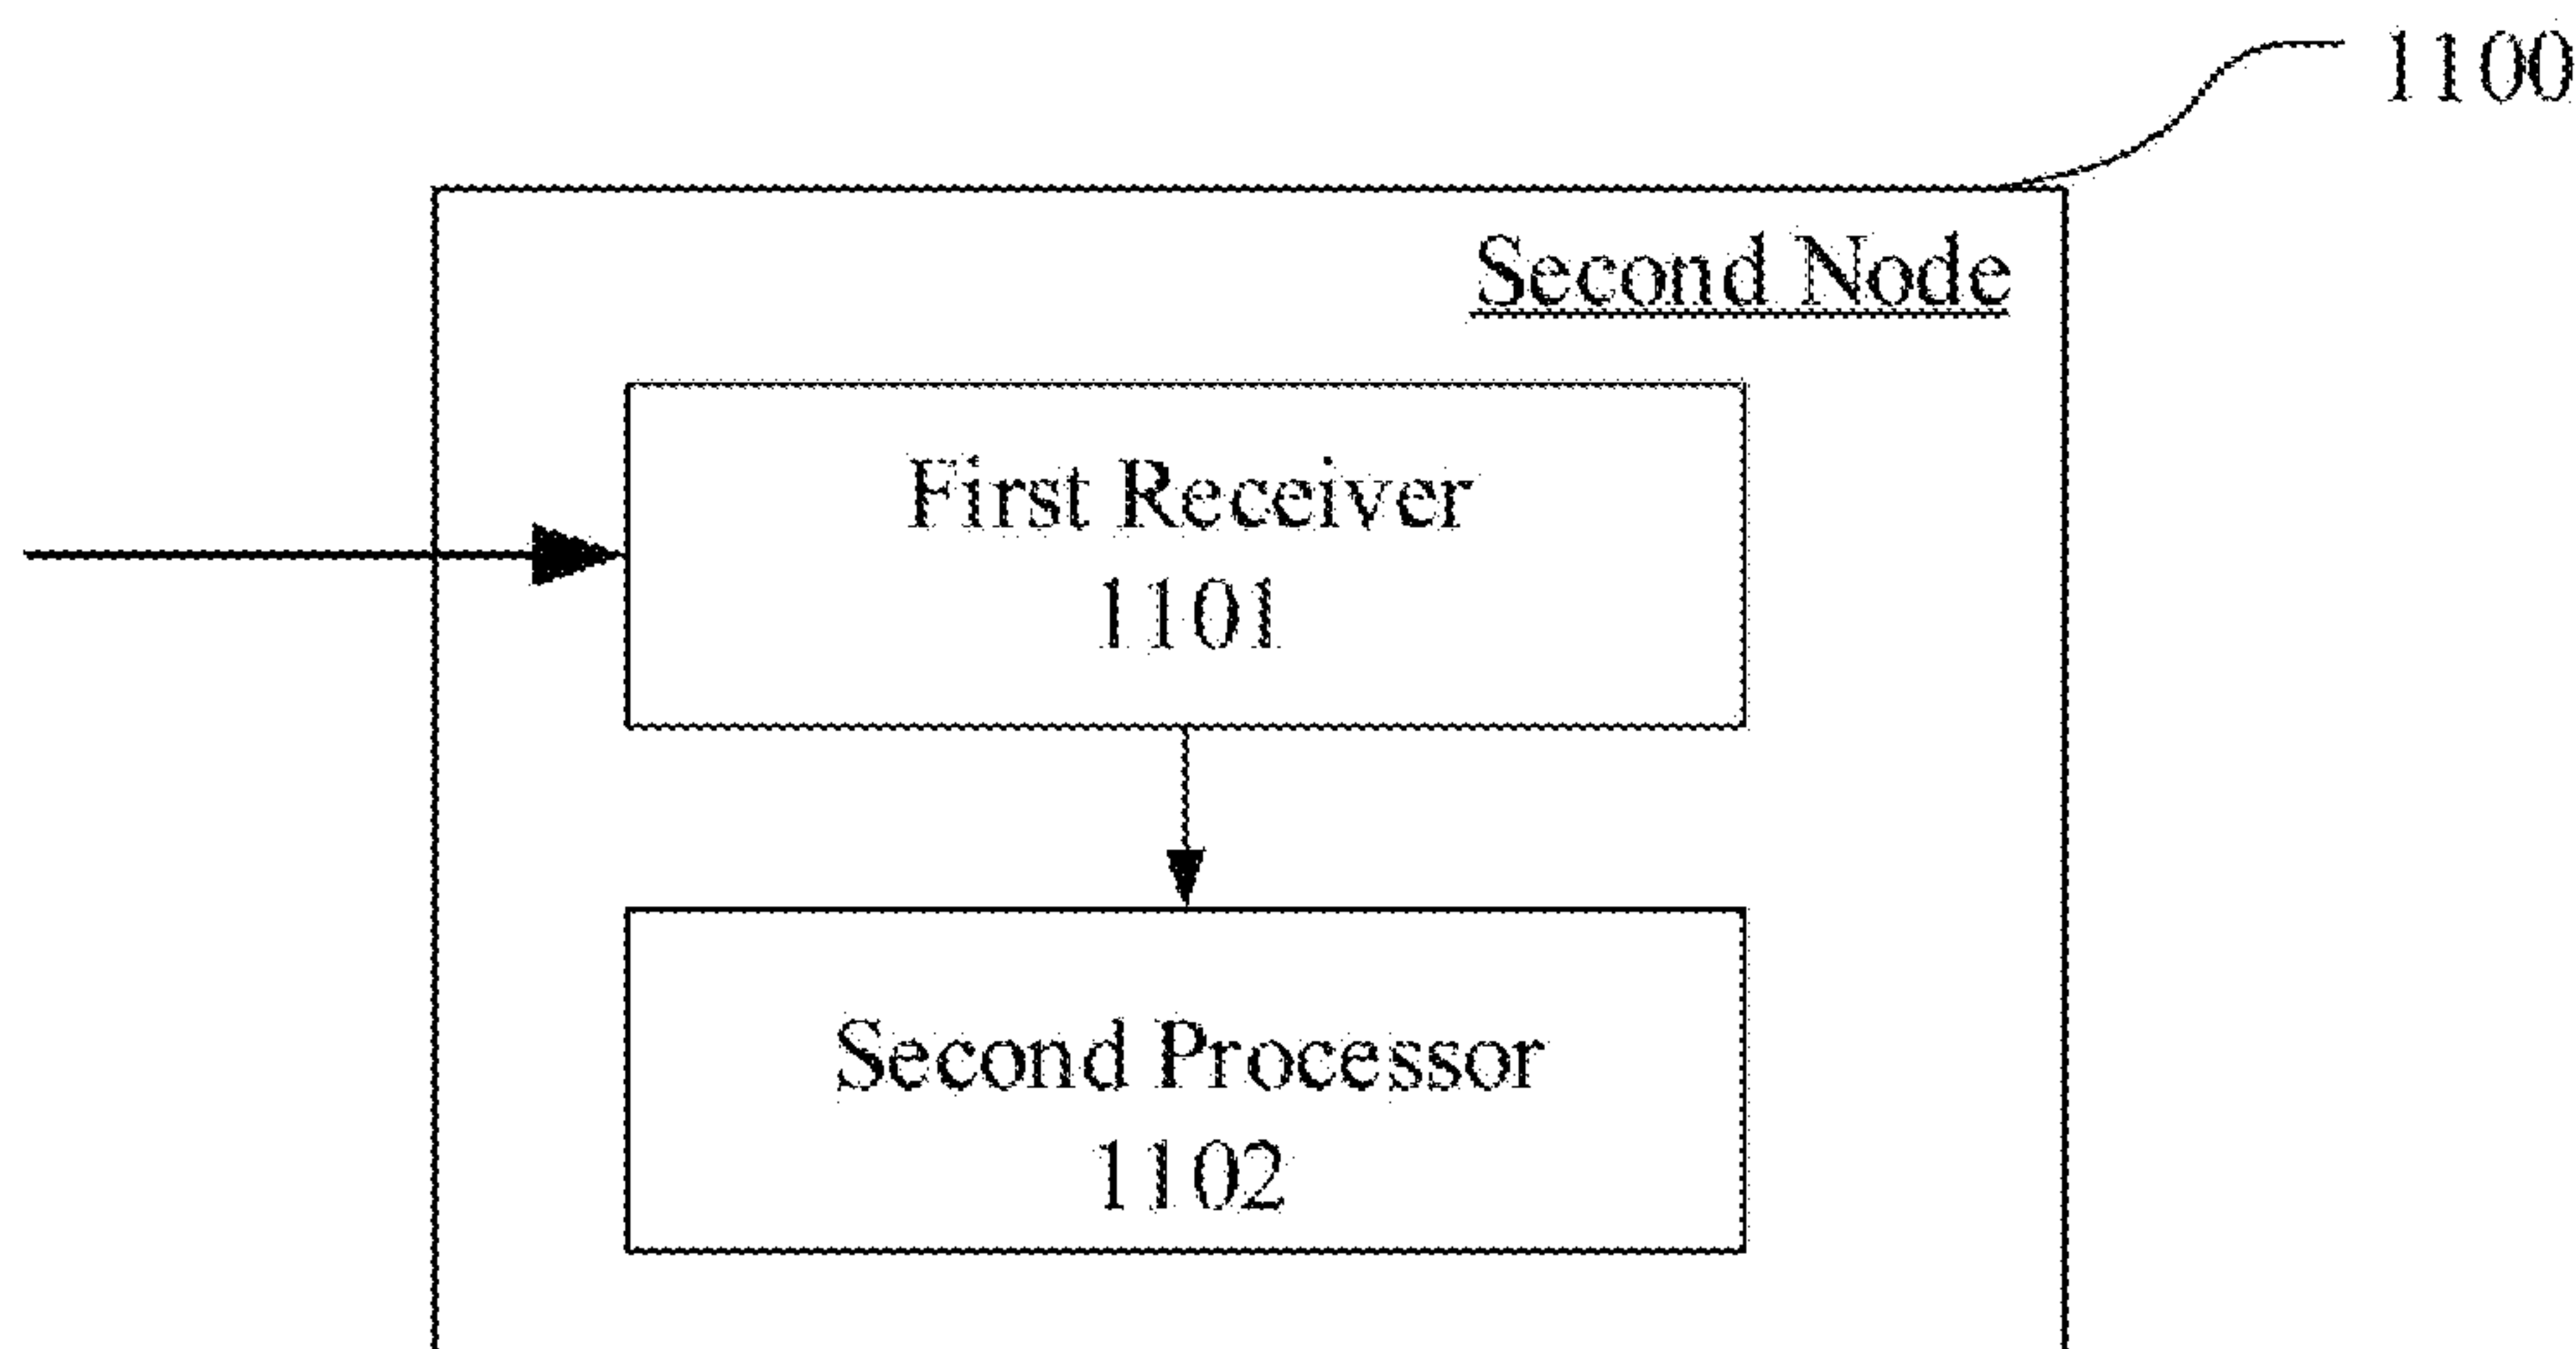 1100
Second Node
First Receiver
1101
Second Processor
1102